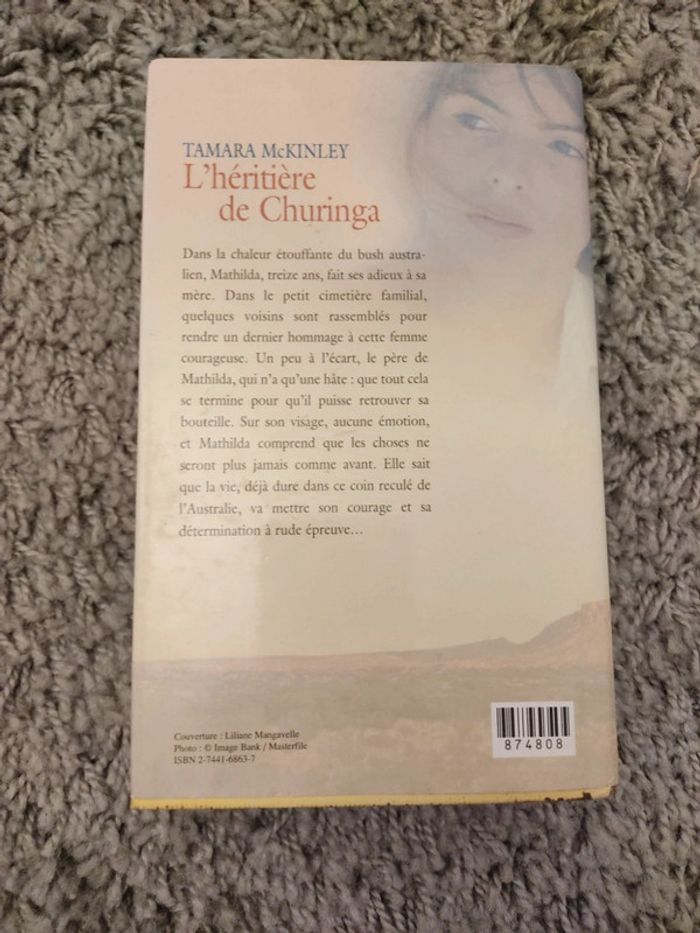 TAMARA McKINLEY
L'héritière
de Churinga
Dans la chaleur étouffante du bush austra-
lien, Mathilda, treize ans, fait ses adieux à sa
mère. Dans le petit cimetière familial,
quelques voisins sont rassemblés pour
rendre un dernier hommage à cette femme
courageuse. Un peu à l'écart, le père de
Mathilda, qui n'a qu'une hâte : que tout cela
se termine pour qu'il puisse retrouver sa
bouteille. Sur son visage, aucune émotion,
et Mathilda comprend que les choses ne
seront plus jamais comme avant. Elle sait
que la vie, déjà dure dans ce coin reculé de
l'Australie, va mettre son courage et sa
détermination à rude épreuve...
Couverture : Liliane Mangavelle
Photo : © Image Bank / Masterfile
ISBN 2-7441-6863-7
874808